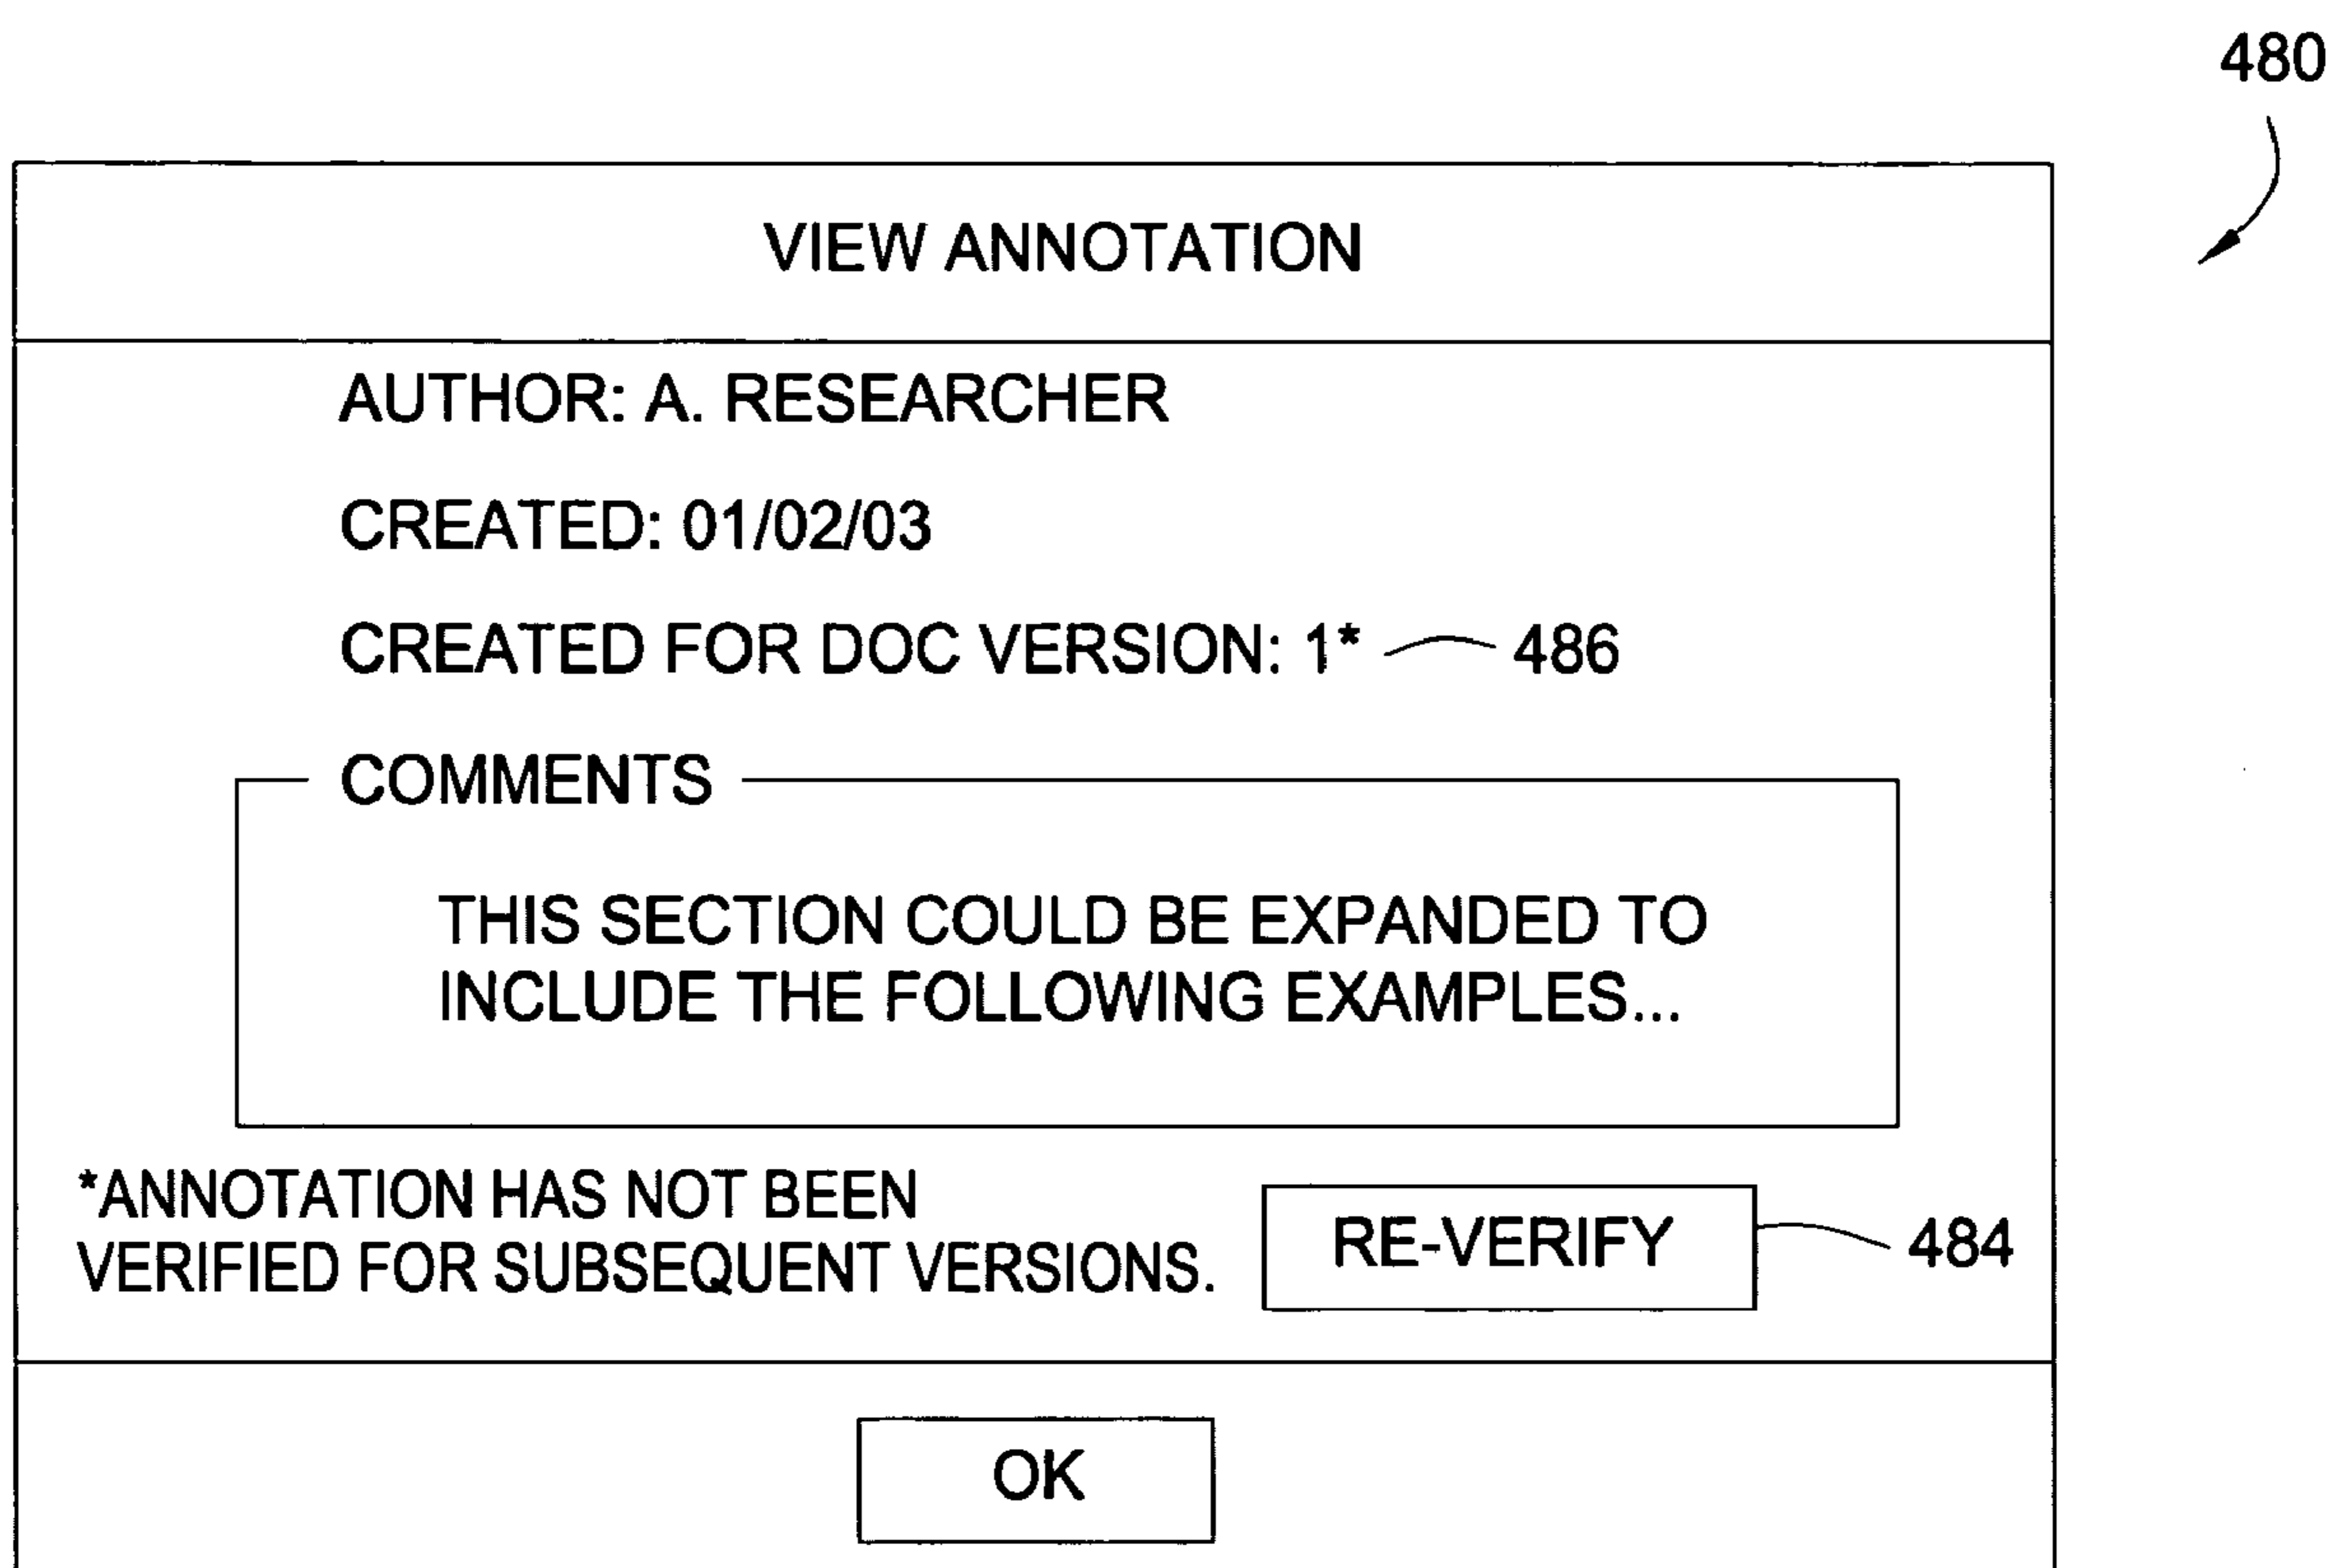 480
VIEW ANNOTATION
AUTHOR: A. RESEARCHER
CREATED: 01/02/03
CREATED FOR DOC VERSION: 1* 486
COMMENTS
THIS SECTION COULD BE EXPANDED TO
INCLUDE THE FOLLOWING EXAMPLES...
*ANNOTATION HAS NOT BEEN
VERIFIED FOR SUBSEQUENT VERSIONS.
RE-VERIFY 484
OK